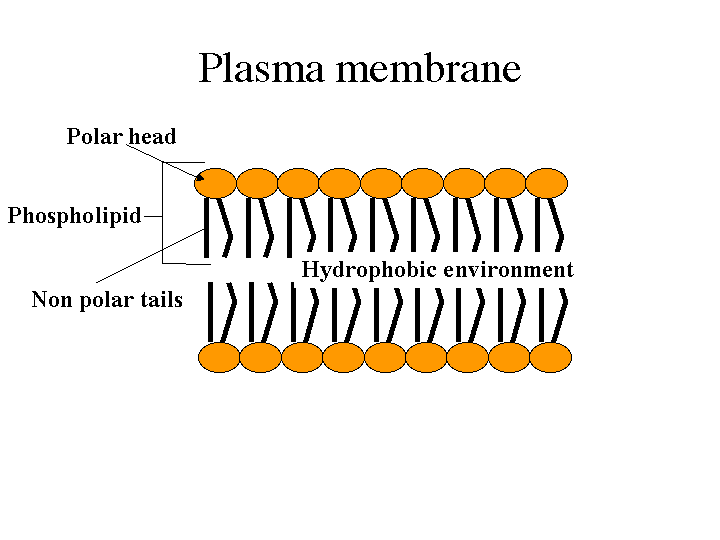 Plasma membrane
Polar head
Phospholipid
Hydrophobic environment
Non polar tails